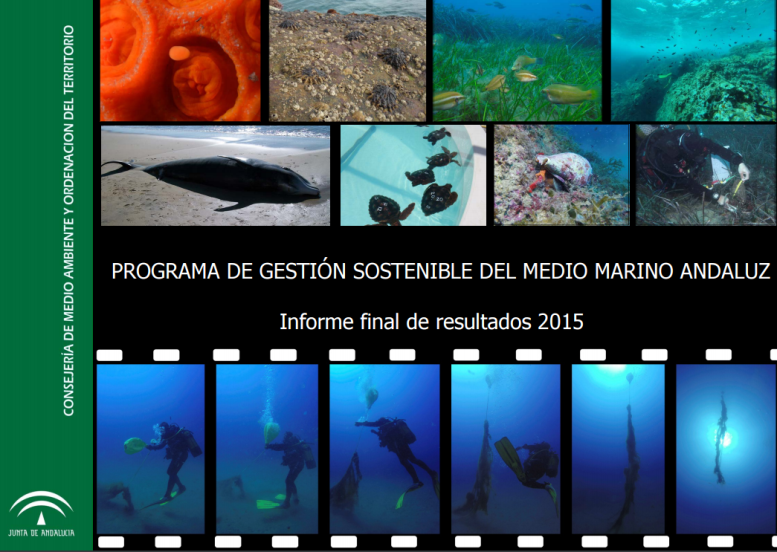 CONSEJERÍA DE MEDIO AMBIENTE Y ORDENACION DEL TERRITORIO
PROGRAMA DE GESTIÓN SOSTENIBLE DEL MEDIO MARINO ANDALUZ
Informe final de resultados 2015
JUNTA DE ANDALUCIA